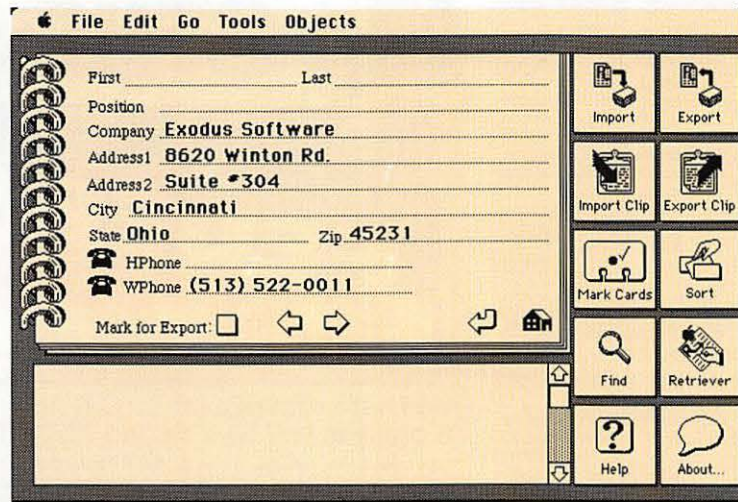 File Edit Go Tools Objects
First Last
Position
Company Exodus Software
Address1 8620 Winton Rd.
Address2 Suite #304
City Cincinnati
State Ohio Zip 45231
HPhone
WPhone (513) 522-0011
Mark for Export:
Import Export
Import Clip Export Clip
Mark Cards Sort
Find Retriever
?
Help About...